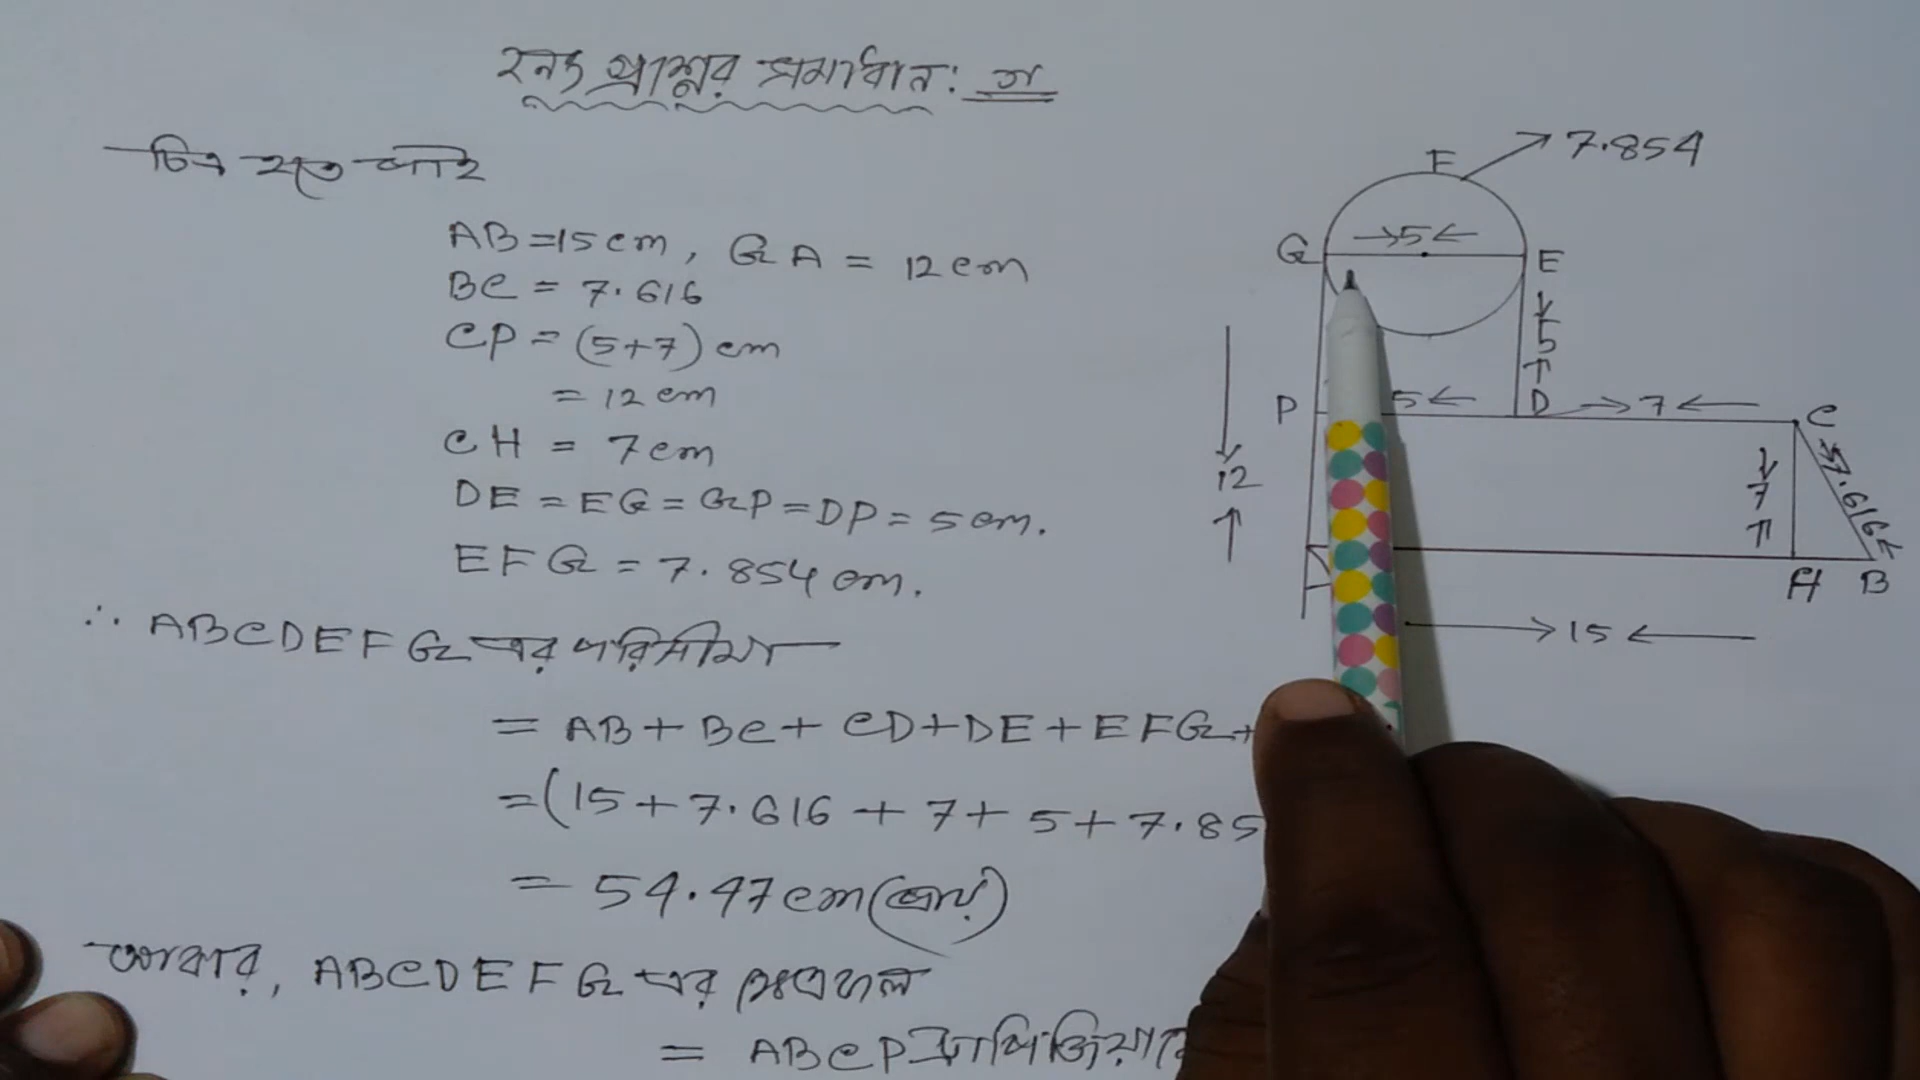 ২নং প্রশ্নের সমাধান: গ
চিত্র হতে পাই
AB = 15 cm, GA = 12 cm
BC = 7.616
CP = (5+7) cm
= 12 cm
CH = 7 cm
DE = EG = GP = DP = 5 cm.
EFG = 7.854 cm.
∴ ABCDEFG এর পরিসীমা
= AB + BC + CD + DE + EFG +
= (15 + 7.616 + 7 + 5 + 7.85
= 54.47 cm (প্রায়)
আবার, ABCDEFG এর ক্ষেত্রফল
= ABCP
F 7.854
G →5← E
↓ 5 ↑
P 5← D →7← C
↓ 12 ↑
↓ 7 ↑
→7.616←
H B
→ 15 ←